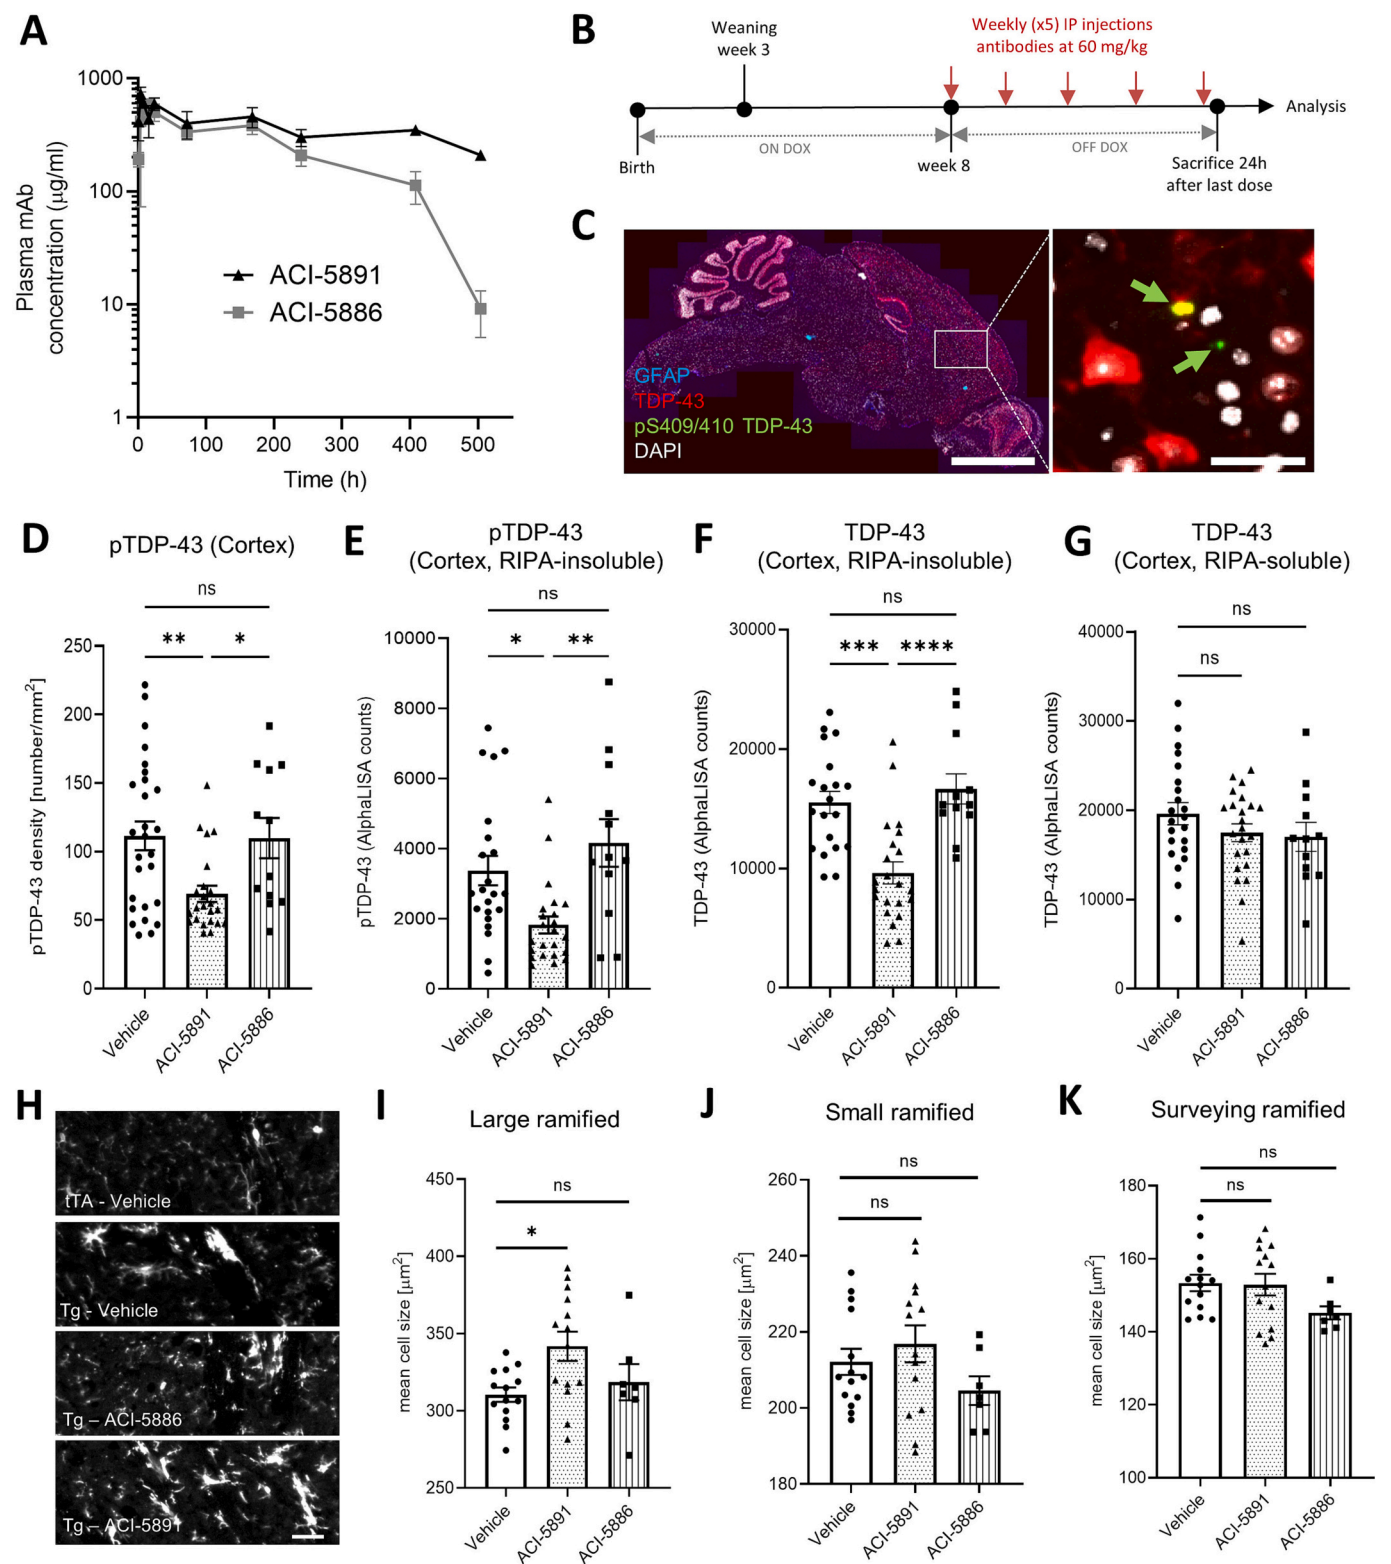 A
1000
100
10
1
Plasma mAb
concentration (µg/ml)
ACI-5891
ACI-5886
0 100 200 300 400 500
Time (h)
B
Weaning
week 3
Weekly (x5) IP injections
antibodies at 60 mg/kg
Analysis
ON DOX
OFF DOX
Birth
week 8
Sacrifice 24h
after last dose
C
GFAP
TDP-43
pS409/410 TDP-43
DAPI
D
pTDP-43 (Cortex)
ns
** *
250
200
150
100
50
0
pTDP-43 density [number/mm²]
Vehicle
ACI-5891
ACI-5886
E
pTDP-43
(Cortex, RIPA-insoluble)
ns
* **
10000
8000
6000
4000
2000
0
pTDP-43 (AlphaLISA counts)
Vehicle
ACI-5891
ACI-5886
F
TDP-43
(Cortex, RIPA-insoluble)
ns
*** ****
30000
20000
10000
0
TDP-43 (AlphaLISA counts)
Vehicle
ACI-5891
ACI-5886
G
TDP-43
(Cortex, RIPA-soluble)
ns
ns
40000
30000
20000
10000
0
TDP-43 (AlphaLISA counts)
Vehicle
ACI-5891
ACI-5886
H
tTA - Vehicle
Tg - Vehicle
Tg – ACI-5886
Tg – ACI-5891
I
Large ramified
ns
*
450
400
350
300
250
mean cell size [µm²]
Vehicle
ACI-5891
ACI-5886
J
Small ramified
ns
ns
260
240
220
200
180
mean cell size [µm²]
Vehicle
ACI-5891
ACI-5886
K
Surveying ramified
ns
ns
180
160
140
120
100
mean cell size [µm²]
Vehicle
ACI-5891
ACI-5886